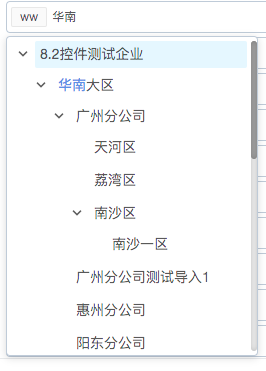 ww 华南
8.2控件测试企业
华南大区
广州分公司
天河区
荔湾区
南沙区
南沙一区
广州分公司测试导入1
惠州分公司
阳东分公司